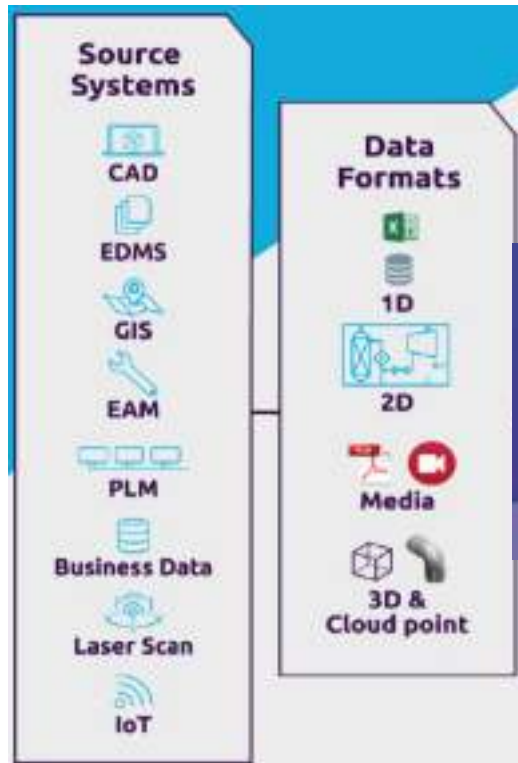 Source
Systems
CAD
EDMS
GIS
EAM
PLM
Business Data
Laser Scan
IoT
Data
Formats
1D
2D
Media
3D &
Cloud point